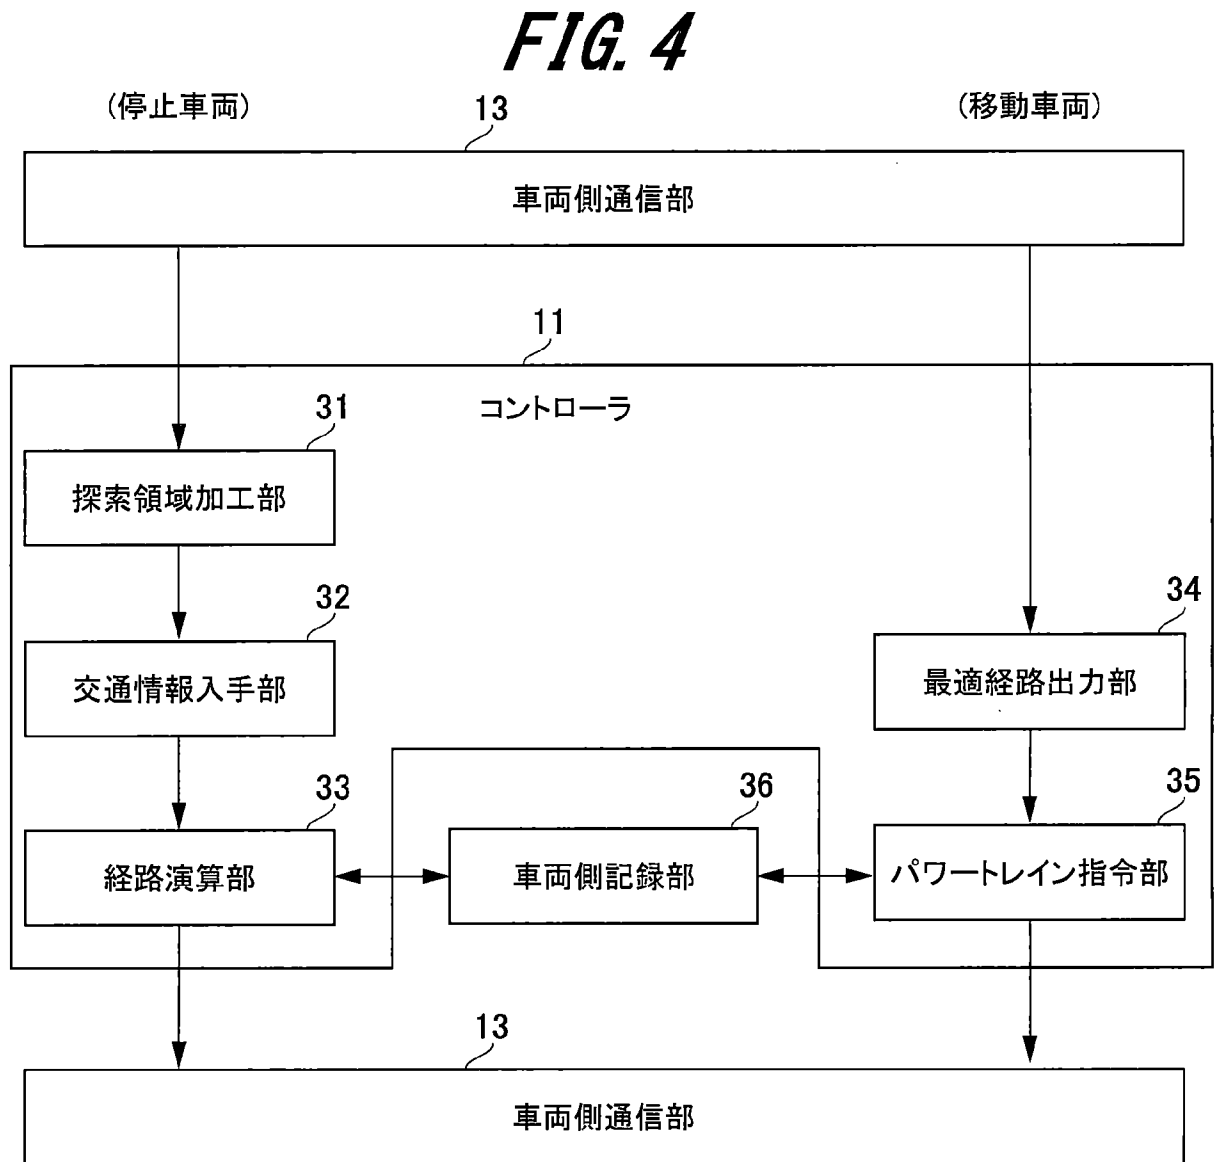 FIG. 4
(停止車両)
13
(移動車両)
車両側通信部
11
コントローラ
31
探索領域加工部
32
交通情報入手部
34
最適経路出力部
33
経路演算部
36
車両側記録部
35
パワートレイン指令部
13
車両側通信部